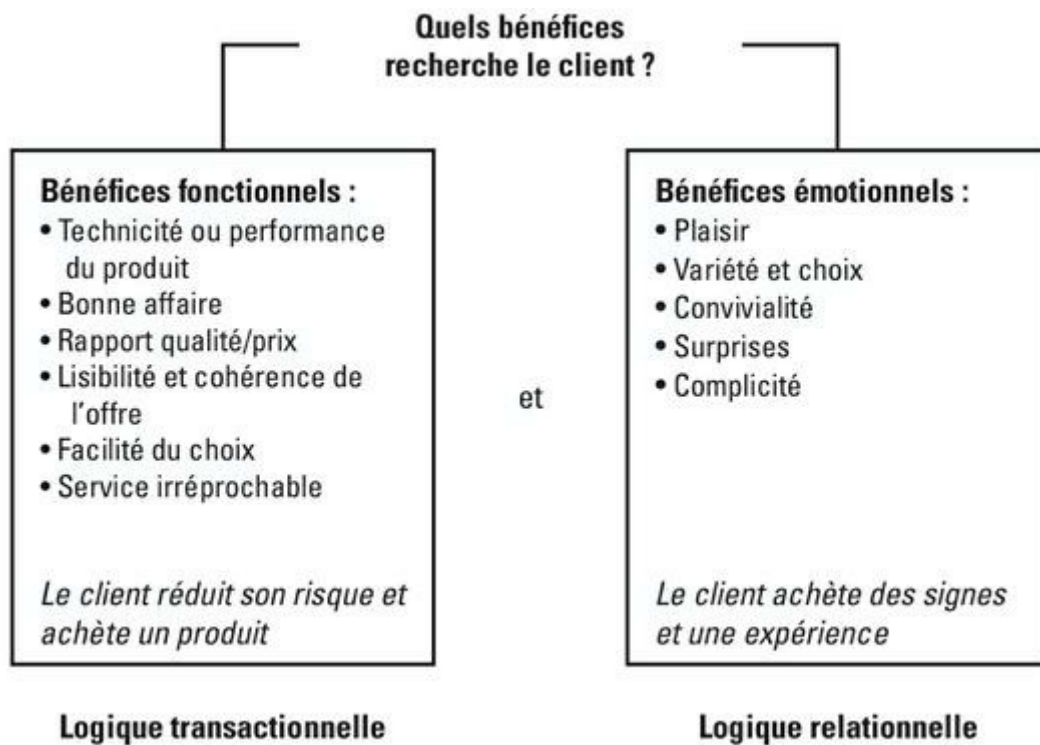 Quels bénéfices
recherche le client ?
Bénéfices fonctionnels :
• Technicité ou performance
du produit
• Bonne affaire
• Rapport qualité/prix
• Lisibilité et cohérence de
l'offre
• Facilité du choix
• Service irréprochable
Le client réduit son risque et
achète un produit
Logique transactionnelle
et
Bénéfices émotionnels :
• Plaisir
• Variété et choix
• Convivialité
• Surprises
• Complicité
Le client achète des signes
et une expérience
Logique relationnelle